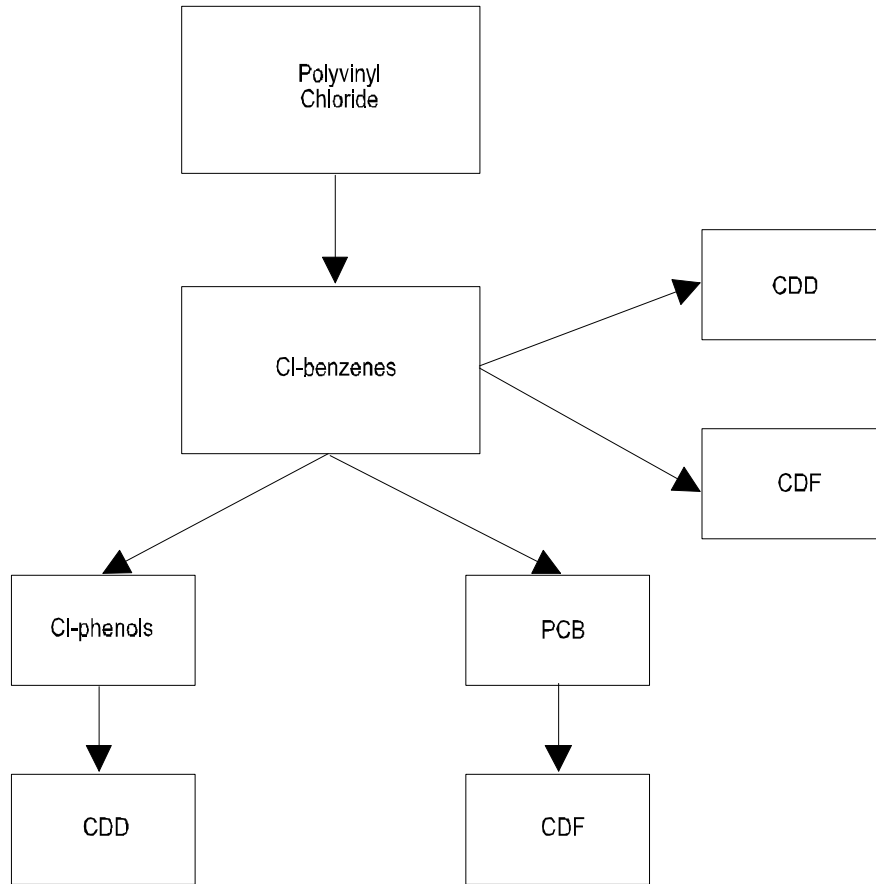 Polyvinyl
Chloride
CDD
Cl-benzenes
CDF
Cl-phenols
PCB
CDD
CDF